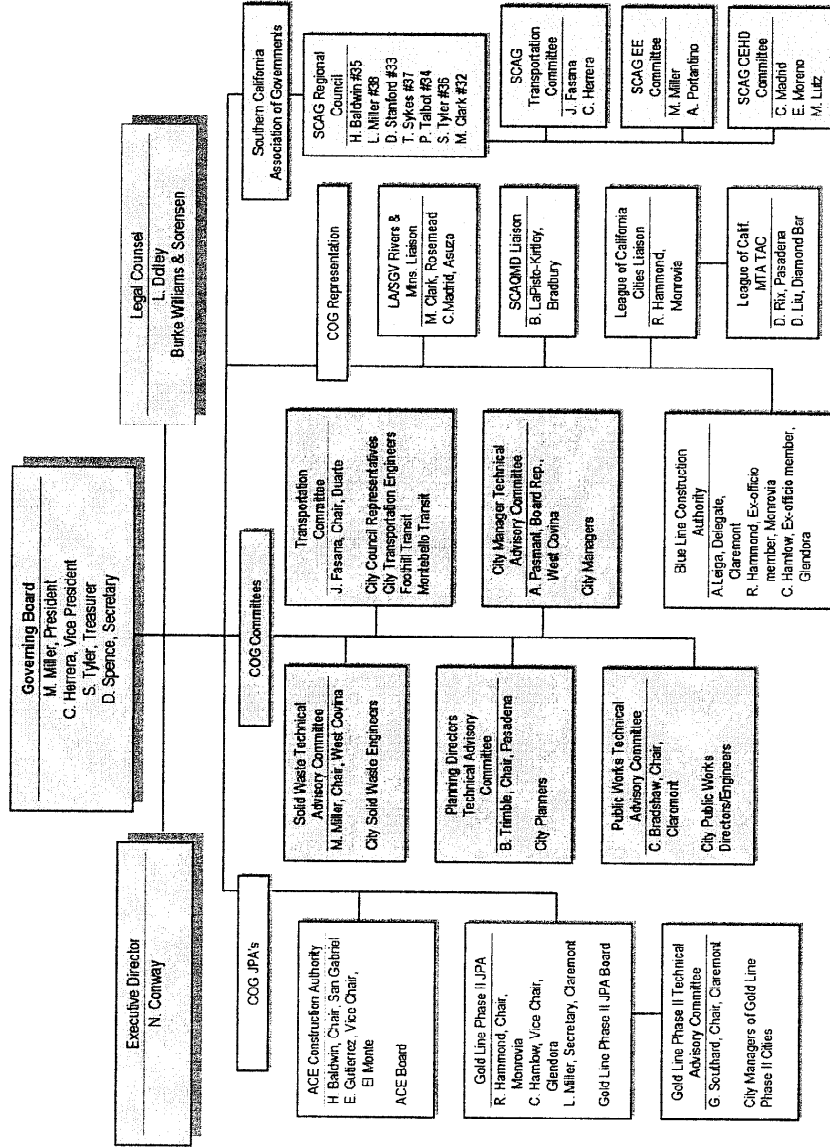 Governing Board
M. Miller, President
C. Herrera, Vice President
S. Tyler, Treasurer
D. Spence, Secretary
Executive Director
N. Conway
Legal Counsel
L. Dolley
Burke Williams & Sorensen
COG JPA's
ACE Construction Authority
H. Baldwin, Chair, San Gabriel
E. Gutierrez, Vice Chair,
El Monte
ACE Board
Gold Line Phase II JPA
R. Hammond, Chair,
Monrovia
C. Hamlow, Vice Chair,
Glendora
L. Miller, Secretary, Claremont
Gold Line Phase II JPA Board
Gold Line Phase II Technical
Advisory Committee
G. Southard, Chair, Claremont
City Managers of Gold Line
Phase II Cities
COG Committees
Solid Waste Technical
Advisory Committee
M. Miller, Chair, West Covina
City Solid Waste Engineers
Planning Directors
Technical Advisory
Committee
B. Trimble, Chair, Pasadena
City Planners
Public Works Technical
Advisory Committee
C. Bradshaw, Chair,
Claremont
City Public Works
Directors/Engineers
Transportation
Committee
J. Fasana, Chair, Duarte
City Council Representatives
City Transportation Engineers
Foothill Transit
Montebello Transit
City Manager Technical
Advisory Committee
A. Pasmant, Board Rep.,
West Covina
City Managers
COG Representation
LA/SGV Rivers &
Mtns. Liaison
M. Clark, Rosemead
C.Madrid, Asuza
SCAQMD Liaison
B. LaPisto-Kirtley,
Bradbury
League of California
Cities Liaison
R. Hammond,
Monrovia
League of Calif.
MTA TAC
D. Rix, Pasadena
D. Liu, Diamond Bar
Blue Line Construction
Authority
A.Leiga, Delegate,
Claremont
R. Hammond, Ex-officio
member, Monrovia
C. Hamlow, Ex-officio member,
Glendora
Southern California
Association of Governments
SCAG Regional
Council
H. Baldwin #35
L. Miller #38
D. Stanford #33
T. Sykes #37
P. Talbot #34
S. Tyler #36
M. Clark #32
SCAG
Transportation
Committee
J. Fasana
C. Herrera
SCAG EE
Committee
M. Miller
A. Portantino
SCAG CEHD
Committee
C. Madrid
E. Moreno
M. Lutz